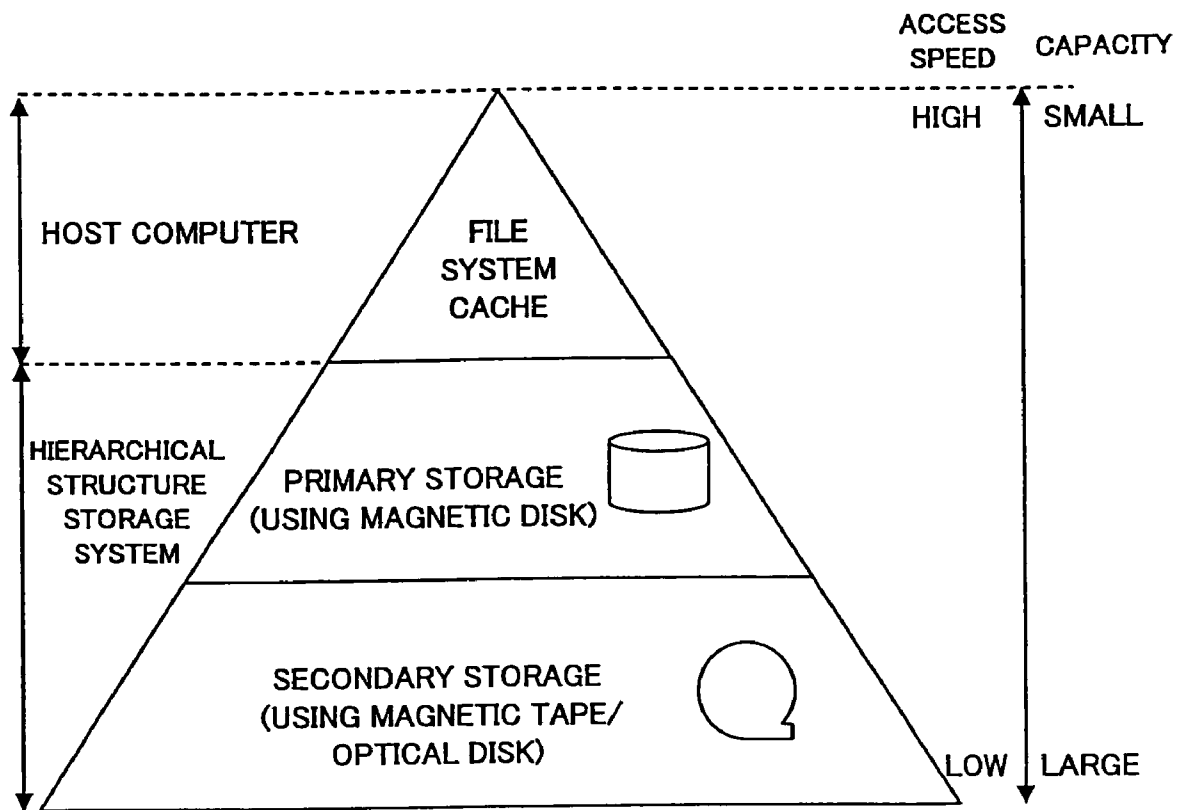 ACCESS
SPEED
CAPACITY
HIGH
SMALL
HOST COMPUTER
FILE
SYSTEM
CACHE
HIERARCHICAL
STRUCTURE
STORAGE
SYSTEM
PRIMARY STORAGE
(USING MAGNETIC DISK)
SECONDARY STORAGE
(USING MAGNETIC TAPE/
OPTICAL DISK)
LOW
LARGE